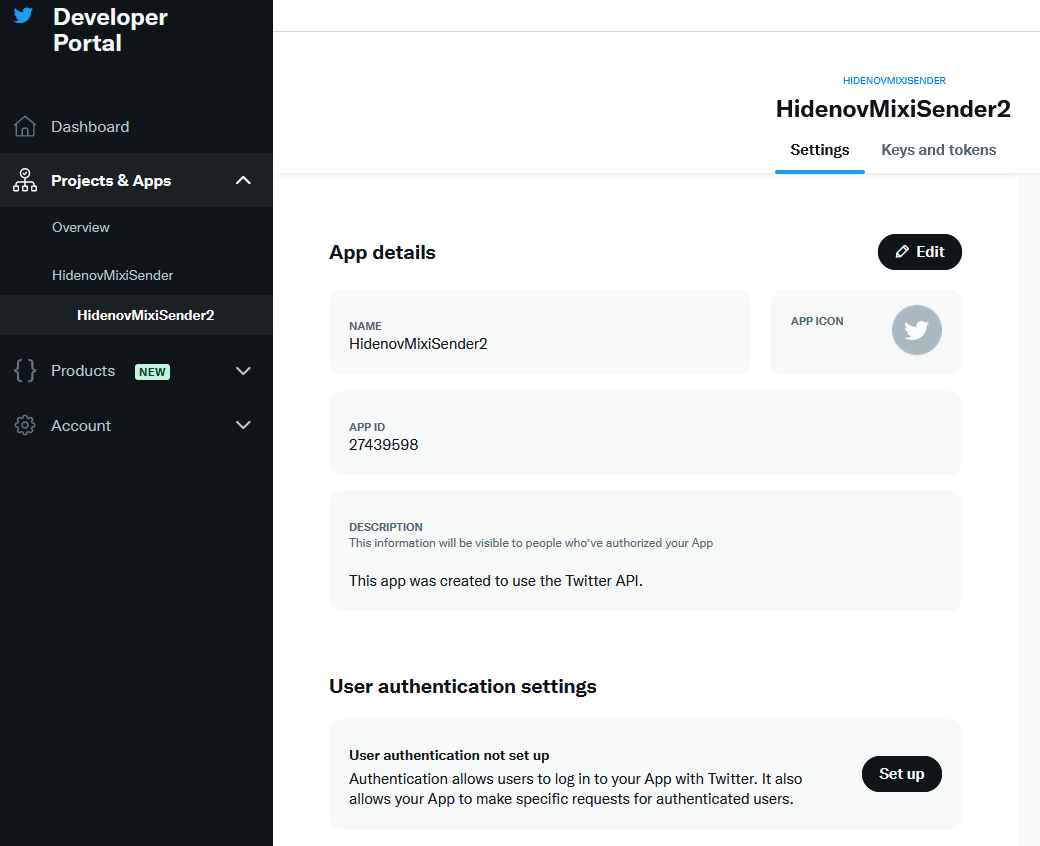 Developer
Portal
Dashboard
Projects & Apps
Overview
HidenovMixiSender
HidenovMixiSender2
Products NEW
Account
HIDENOVMIXISENDER
HidenovMixiSender2
Settings Keys and tokens
App details
Edit
NAME
HidenovMixiSender2
APP ICON
APP ID
27439598
DESCRIPTION
This information will be visible to people who've authorized your App
This app was created to use the Twitter API.
User authentication settings
User authentication not set up
Authentication allows users to log in to your App with Twitter. It also
allows your App to make specific requests for authenticated users.
Set up